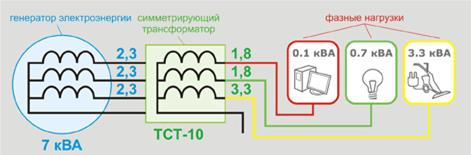 генератор электроэнергии
симметрирующий трансформатор
фазные нагрузки
2,3
2,3
2,3
1,8
1,8
3,3
0.1 кВА
0.7 кВА
3.3 кВА
7 кВА
ТСТ-10